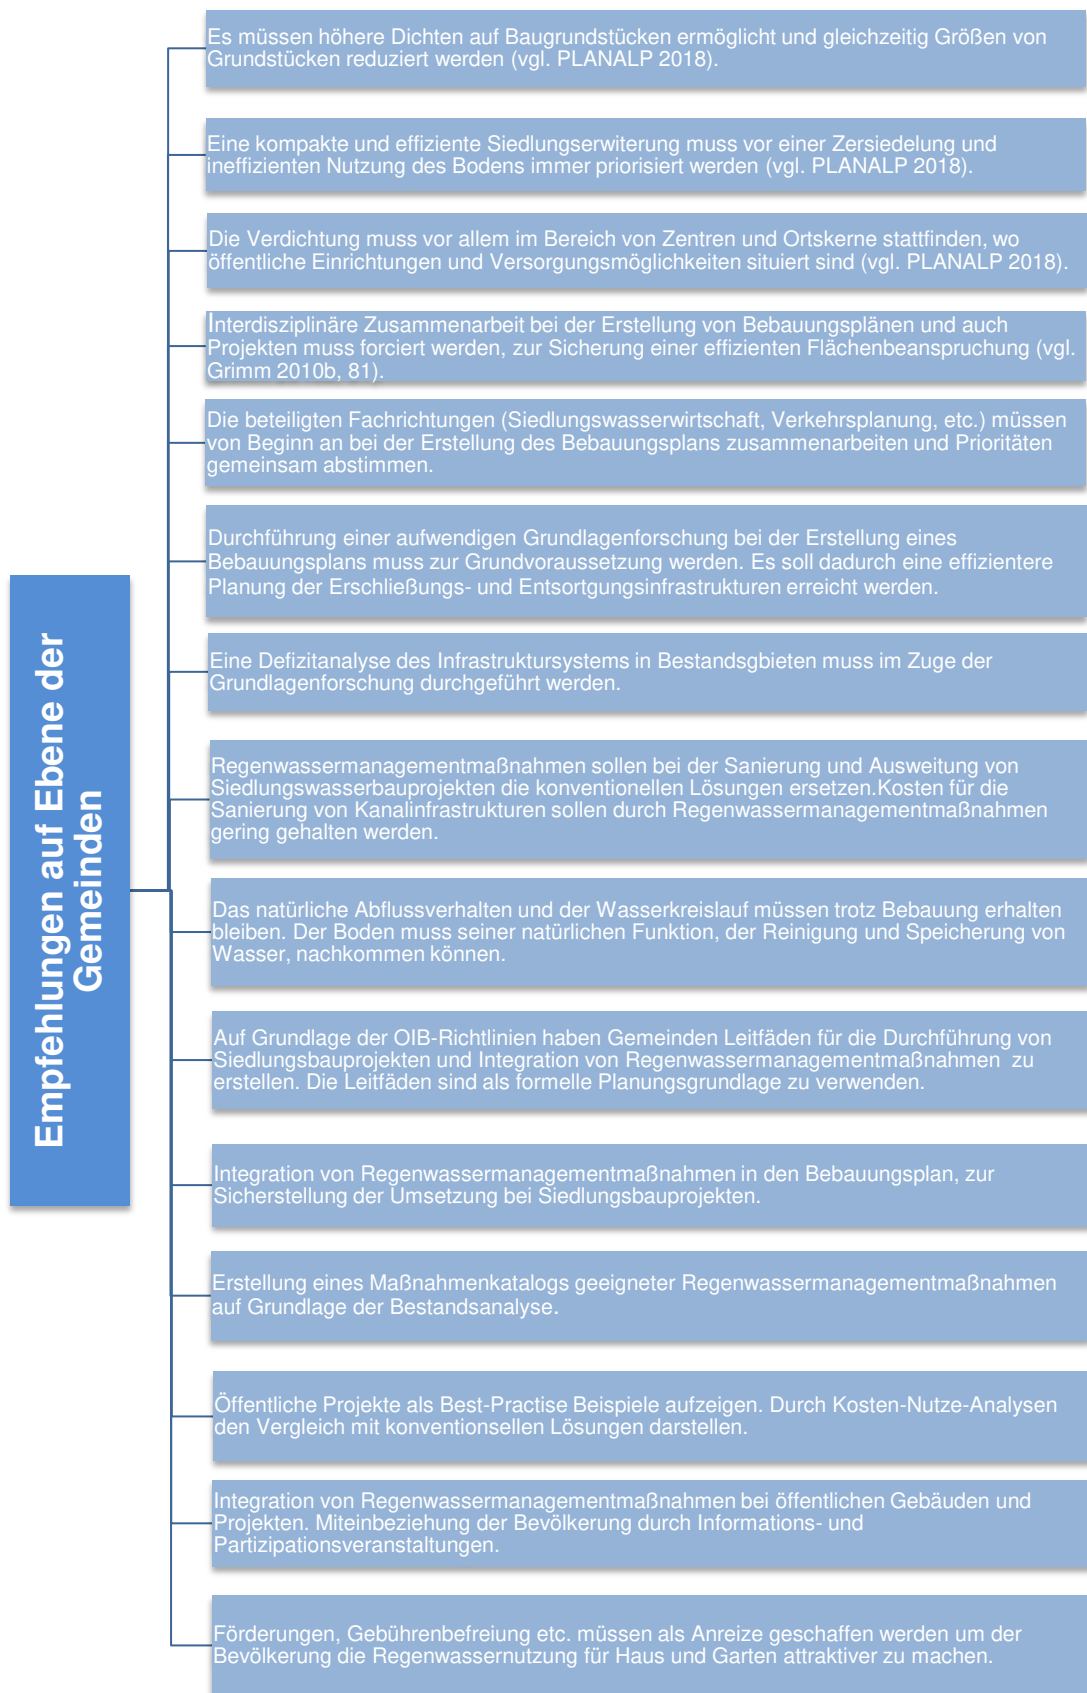 Empfehlungen auf Ebene der
Gemeinden
Es müssen höhere Dichten auf Baugrundstücken ermöglicht und gleichzeitig Größen von
Grundstücken reduziert werden (vgl. PLANALP 2018).
Eine kompakte und effiziente Siedlungserwiterung muss vor einer Zersiedelung und
ineffizienten Nutzung des Bodens immer priorisiert werden (vgl. PLANALP 2018).
Die Verdichtung muss vor allem im Bereich von Zentren und Ortskerne stattfinden, wo
öffentliche Einrichtungen und Versorgungsmöglichkeiten situiert sind (vgl. PLANALP 2018).
Interdisziplinäre Zusammenarbeit bei der Erstellung von Bebauungsplänen und auch
Projekten muss forciert werden, zur Sicherung einer effizienten Flächenbeanspruchung (vgl.
Grimm 2010b, 81).
Die beteiligten Fachrichtungen (Siedlungswasserwirtschaft, Verkehrsplanung, etc.) müssen
von Beginn an bei der Erstellung des Bebauungsplans zusammenarbeiten und Prioritäten
gemeinsam abstimmen.
Durchführung einer aufwendigen Grundlagenforschung bei der Erstellung eines
Bebauungsplans muss zur Grundvoraussetzung werden. Es soll dadurch eine effizientere
Planung der Erschließungs- und Entsortgungsinfrastrukturen erreicht werden.
Eine Defizitanalyse des Infrastruktursystems in Bestandsgbieten muss im Zuge der
Grundlagenforschung durchgeführt werden.
Regenwassermanagementmaßnahmen sollen bei der Sanierung und Ausweitung von
Siedlungswasserbauprojekten die konventionellen Lösungen ersetzen.Kosten für die
Sanierung von Kanalinfrastrukturen sollen durch Regenwassermanagementmaßnahmen
gering gehalten werden.
Das natürliche Abflussverhalten und der Wasserkreislauf müssen trotz Bebauung erhalten
bleiben. Der Boden muss seiner natürlichen Funktion, der Reinigung und Speicherung von
Wasser, nachkommen können.
Auf Grundlage der OIB-Richtlinien haben Gemeinden Leitfäden für die Durchführung von
Siedlungsbauprojekten und Integration von Regenwassermanagementmaßnahmen  zu
erstellen. Die Leitfäden sind als formelle Planungsgrundlage zu verwenden.
Integration von Regenwassermanagementmaßnahmen in den Bebauungsplan, zur
Sicherstellung der Umsetzung bei Siedlungsbauprojekten.
Erstellung eines Maßnahmenkatalogs geeigneter Regenwassermanagementmaßnahmen
auf Grundlage der Bestandsanalyse.
Öffentliche Projekte als Best-Practise Beispiele aufzeigen. Durch Kosten-Nutze-Analysen
den Vergleich mit konventionsellen Lösungen darstellen.
Integration von Regenwassermanagementmaßnahmen bei öffentlichen Gebäuden und
Projekten. Miteinbeziehung der Bevölkerung durch Informations- und
Partizipationsveranstaltungen.
Förderungen, Gebührenbefreiung etc. müssen als Anreize geschaffen werden um der
Bevölkerung die Regenwassernutzung für Haus und Garten attraktiver zu machen.